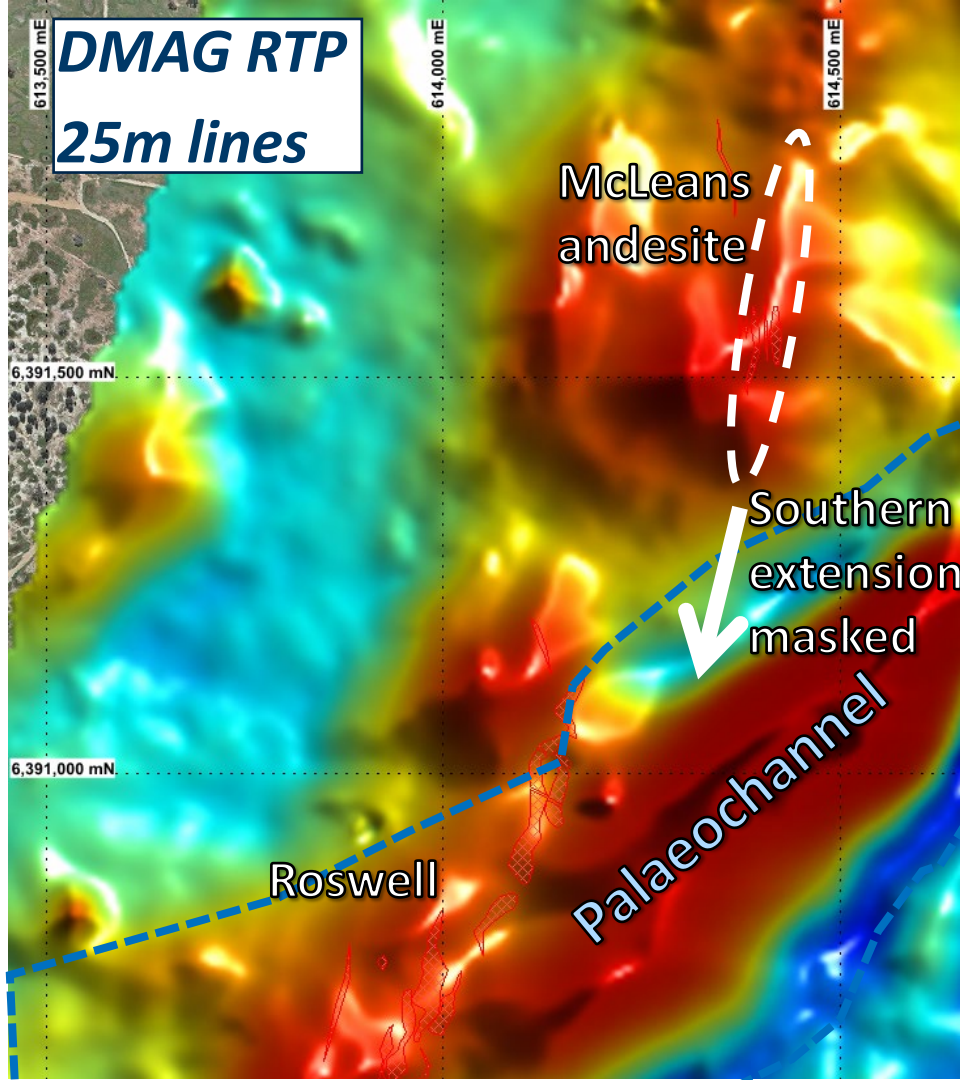 DMAG RTP
25m lines
613,500 mE
614,000 mE
614,500 mE
McLeans
andesite
6,391,500 mN
Southern
extension
masked
Palaeochannel
6,391,000 mN
Roswell